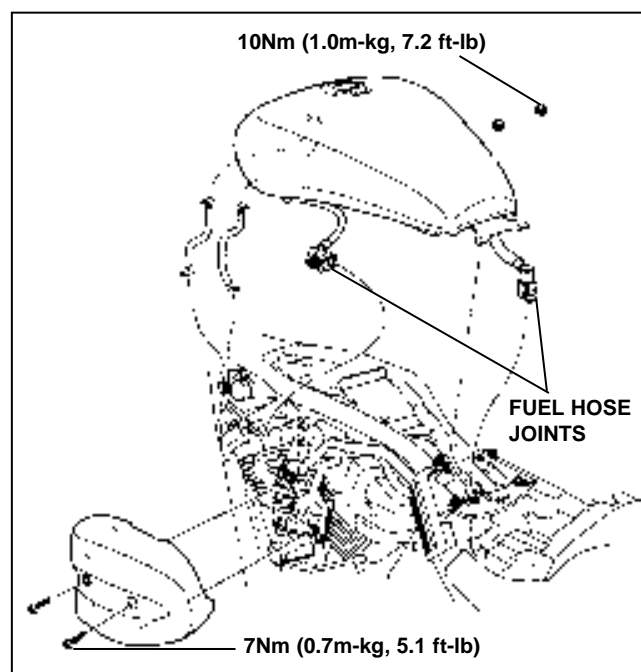 10Nm (1.0m-kg, 7.2 ft-lb)
FUEL HOSE
JOINTS
7Nm (0.7m-kg, 5.1 ft-lb)